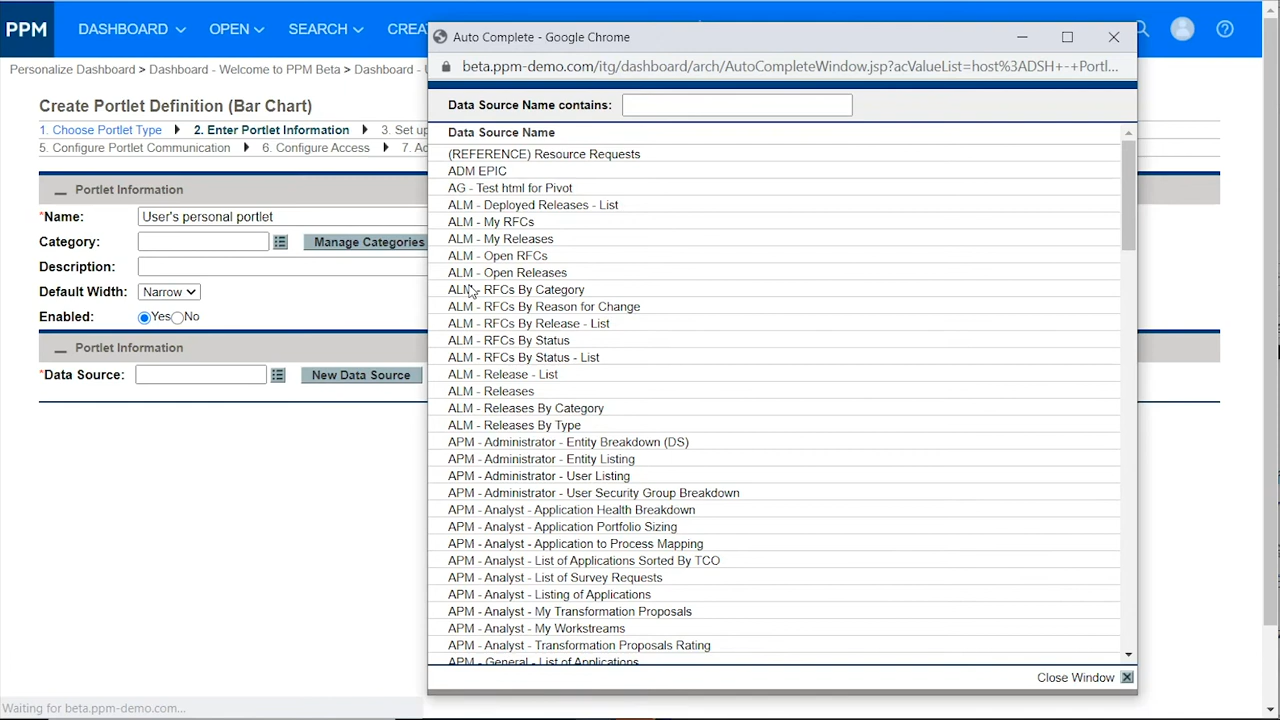 PPM DASHBOARD OPEN SEARCH CREA
Personalize Dashboard > Dashboard - Welcome to PPM Beta > Dashboard -
Create Portlet Definition (Bar Chart)
1. Choose Portlet Type 2. Enter Portlet Information 3. Set up
5. Configure Portlet Communication 6. Configure Access 7. Ac
Portlet Information
*Name: User's personal portlet
Category: Manage Categories
Description:
Default Width: Narrow
Enabled: Yes No
Portlet Information
*Data Source: New Data Source
Waiting for beta.ppm-demo.com...
Auto Complete - Google Chrome
beta.ppm-demo.com/itg/dashboard/arch/AutoCompleteWindow.jsp?acValueList=host%3ADSH+-+Portl...
Data Source Name contains:
Data Source Name
(REFERENCE) Resource Requests
ADM EPIC
AG - Test html for Pivot
ALM - Deployed Releases - List
ALM - My RFCs
ALM - My Releases
ALM - Open RFCs
ALM - Open Releases
ALM - RFCs By Category
ALM - RFCs By Reason for Change
ALM - RFCs By Release - List
ALM - RFCs By Status
ALM - RFCs By Status - List
ALM - Release - List
ALM - Releases
ALM - Releases By Category
ALM - Releases By Type
APM - Administrator - Entity Breakdown (DS)
APM - Administrator - Entity Listing
APM - Administrator - User Listing
APM - Administrator - User Security Group Breakdown
APM - Analyst - Application Health Breakdown
APM - Analyst - Application Portfolio Sizing
APM - Analyst - Application to Process Mapping
APM - Analyst - List of Applications Sorted By TCO
APM - Analyst - List of Survey Requests
APM - Analyst - Listing of Applications
APM - Analyst - My Transformation Proposals
APM - Analyst - My Workstreams
APM - Analyst - Transformation Proposals Rating
APM - General - List of Applications
Close Window